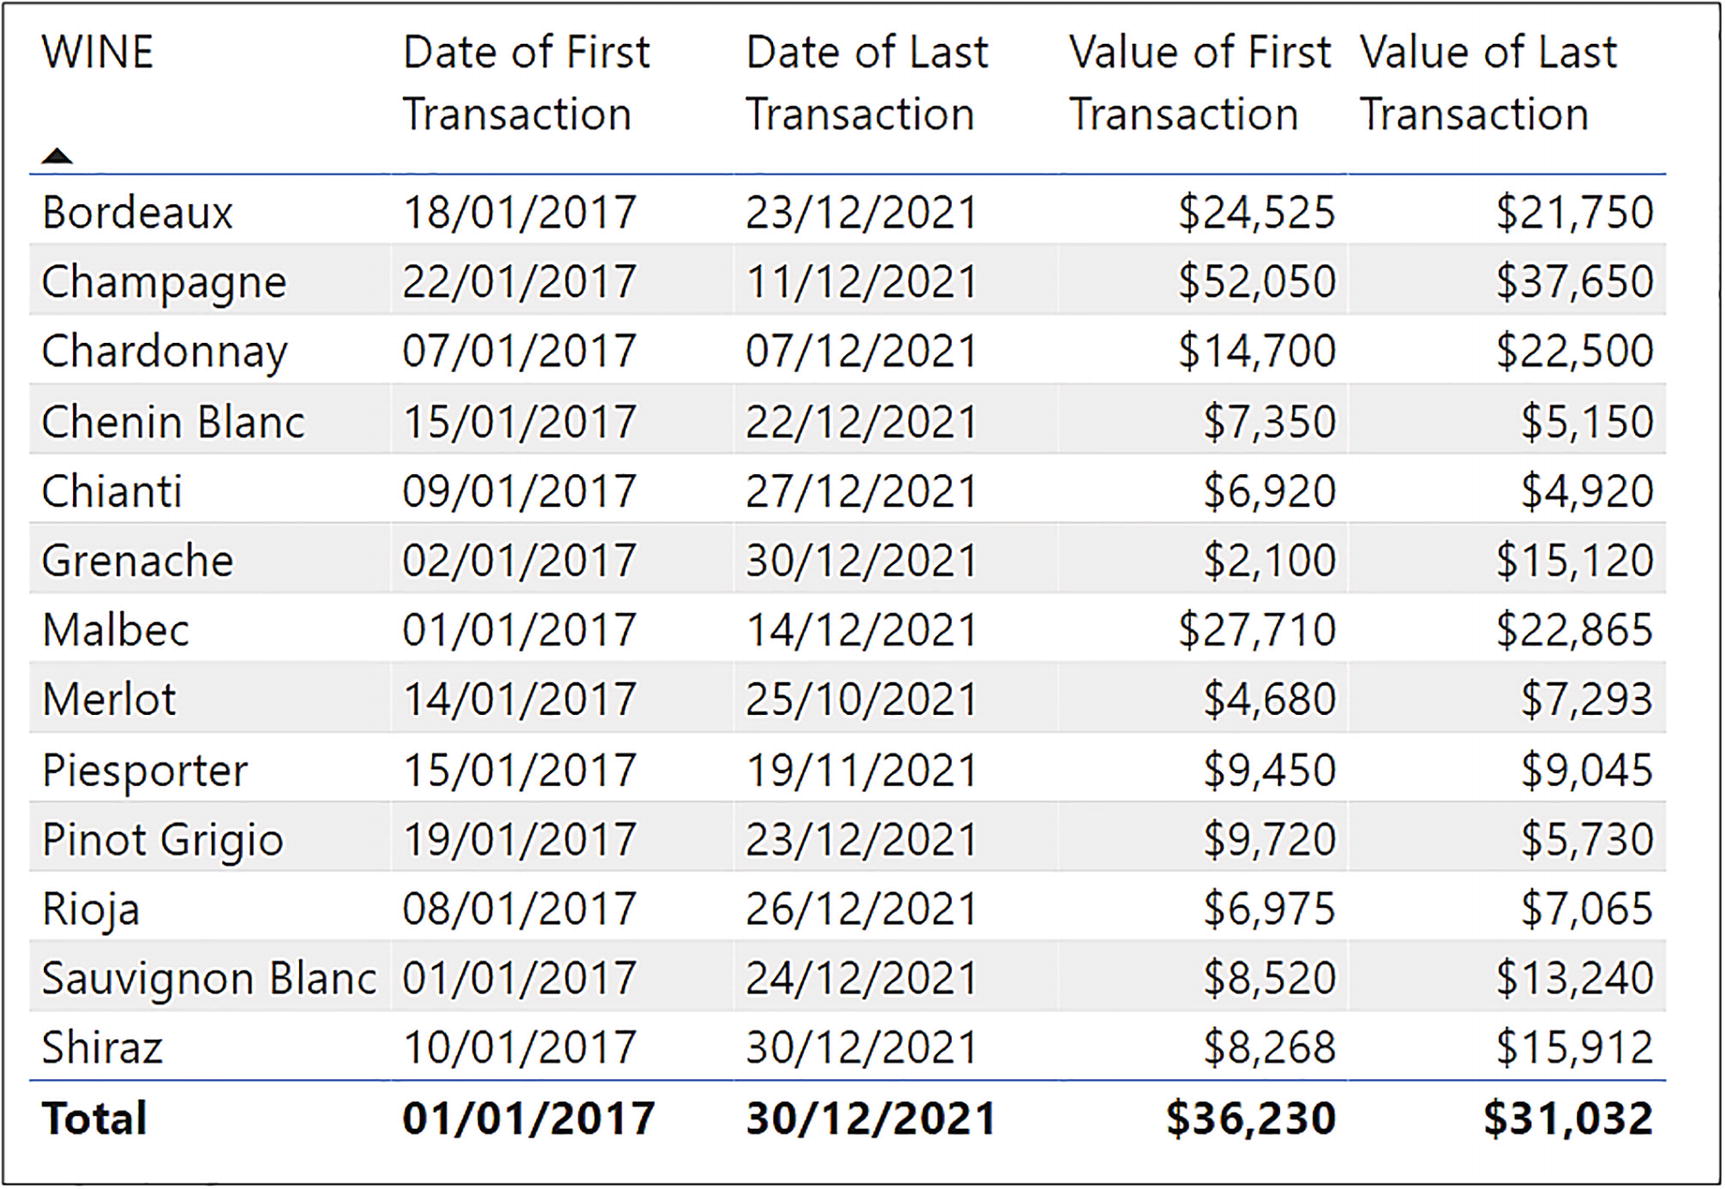 WINE Date of First Transaction Date of Last Transaction Value of First Transaction Value of Last Transaction
Bordeaux 18/01/2017 23/12/2021 $24,525 $21,750
Champagne 22/01/2017 11/12/2021 $52,050 $37,650
Chardonnay 07/01/2017 07/12/2021 $14,700 $22,500
Chenin Blanc 15/01/2017 22/12/2021 $7,350 $5,150
Chianti 09/01/2017 27/12/2021 $6,920 $4,920
Grenache 02/01/2017 30/12/2021 $2,100 $15,120
Malbec 01/01/2017 14/12/2021 $27,710 $22,865
Merlot 14/01/2017 25/10/2021 $4,680 $7,293
Piesporter 15/01/2017 19/11/2021 $9,450 $9,045
Pinot Grigio 19/01/2017 23/12/2021 $9,720 $5,730
Rioja 08/01/2017 26/12/2021 $6,975 $7,065
Sauvignon Blanc 01/01/2017 24/12/2021 $8,520 $13,240
Shiraz 10/01/2017 30/12/2021 $8,268 $15,912
Total 01/01/2017 30/12/2021 $36,230 $31,032